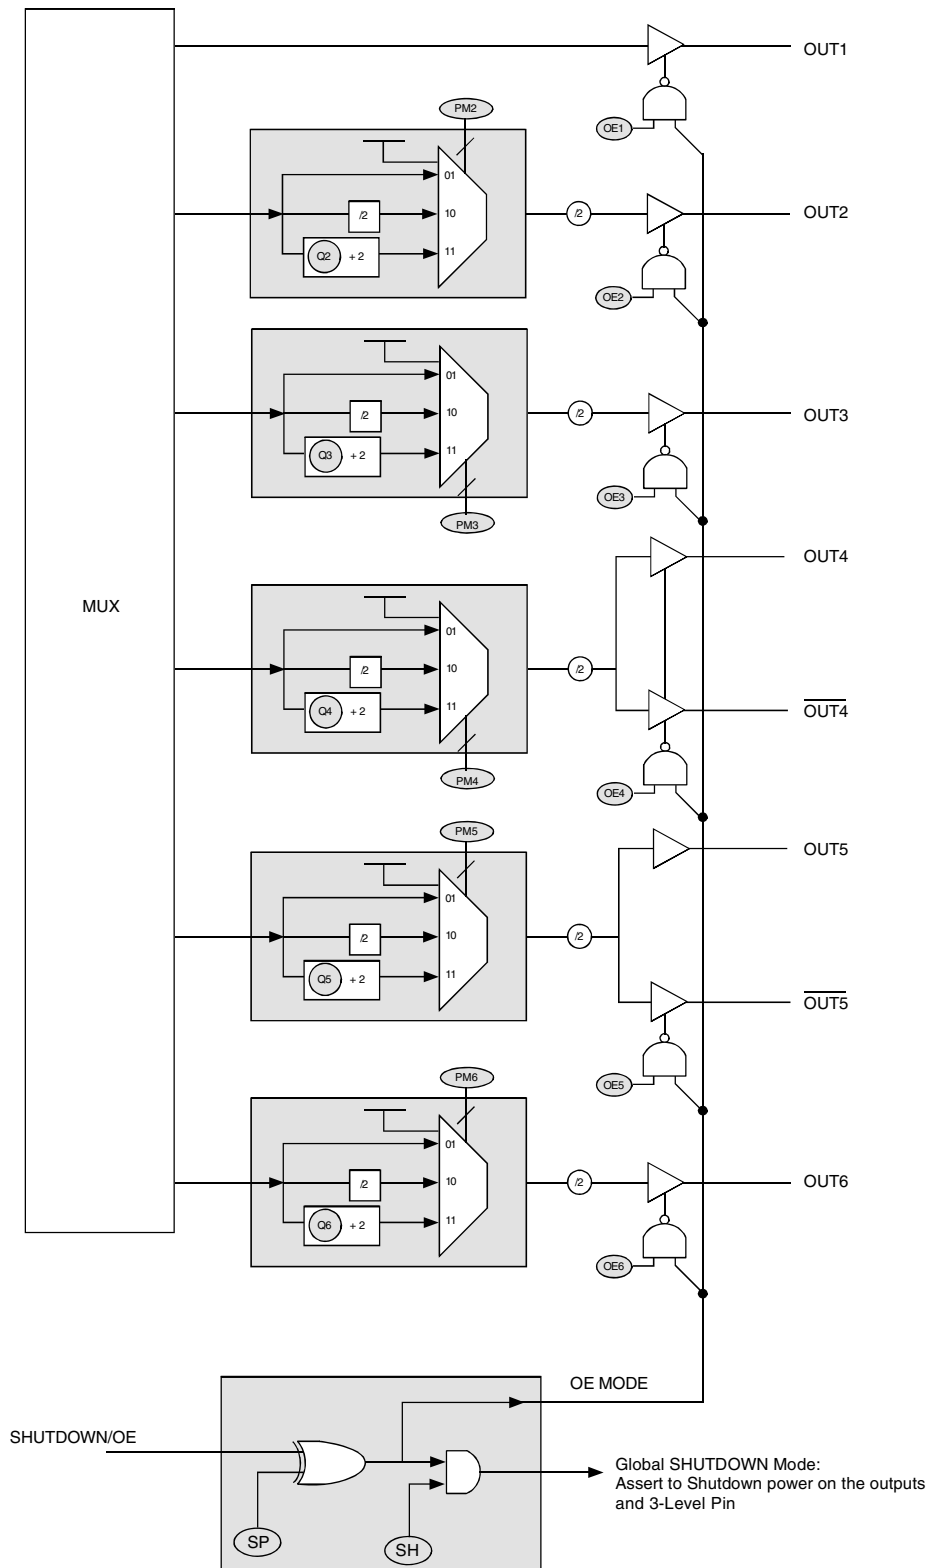 OUT1
PM2
OE1
01
/2
10
/2
OUT2
Q2 + 2
11
OE2
01
/2
10
/2
OUT3
Q3 + 2
11
OE3
PM3
OUT4
MUX
01
/2
10
/2
Q4 + 2
11
OUT4
PM4
OE4
PM5
OUT5
01
/2
10
/2
Q5 + 2
11
OUT5
PM6
OE5
01
/2
10
/2
OUT6
Q6 + 2
11
OE6
OE MODE
SHUTDOWN/OE
Global SHUTDOWN Mode:
Assert to Shutdown power on the outputs
and 3-Level Pin
SP
SH